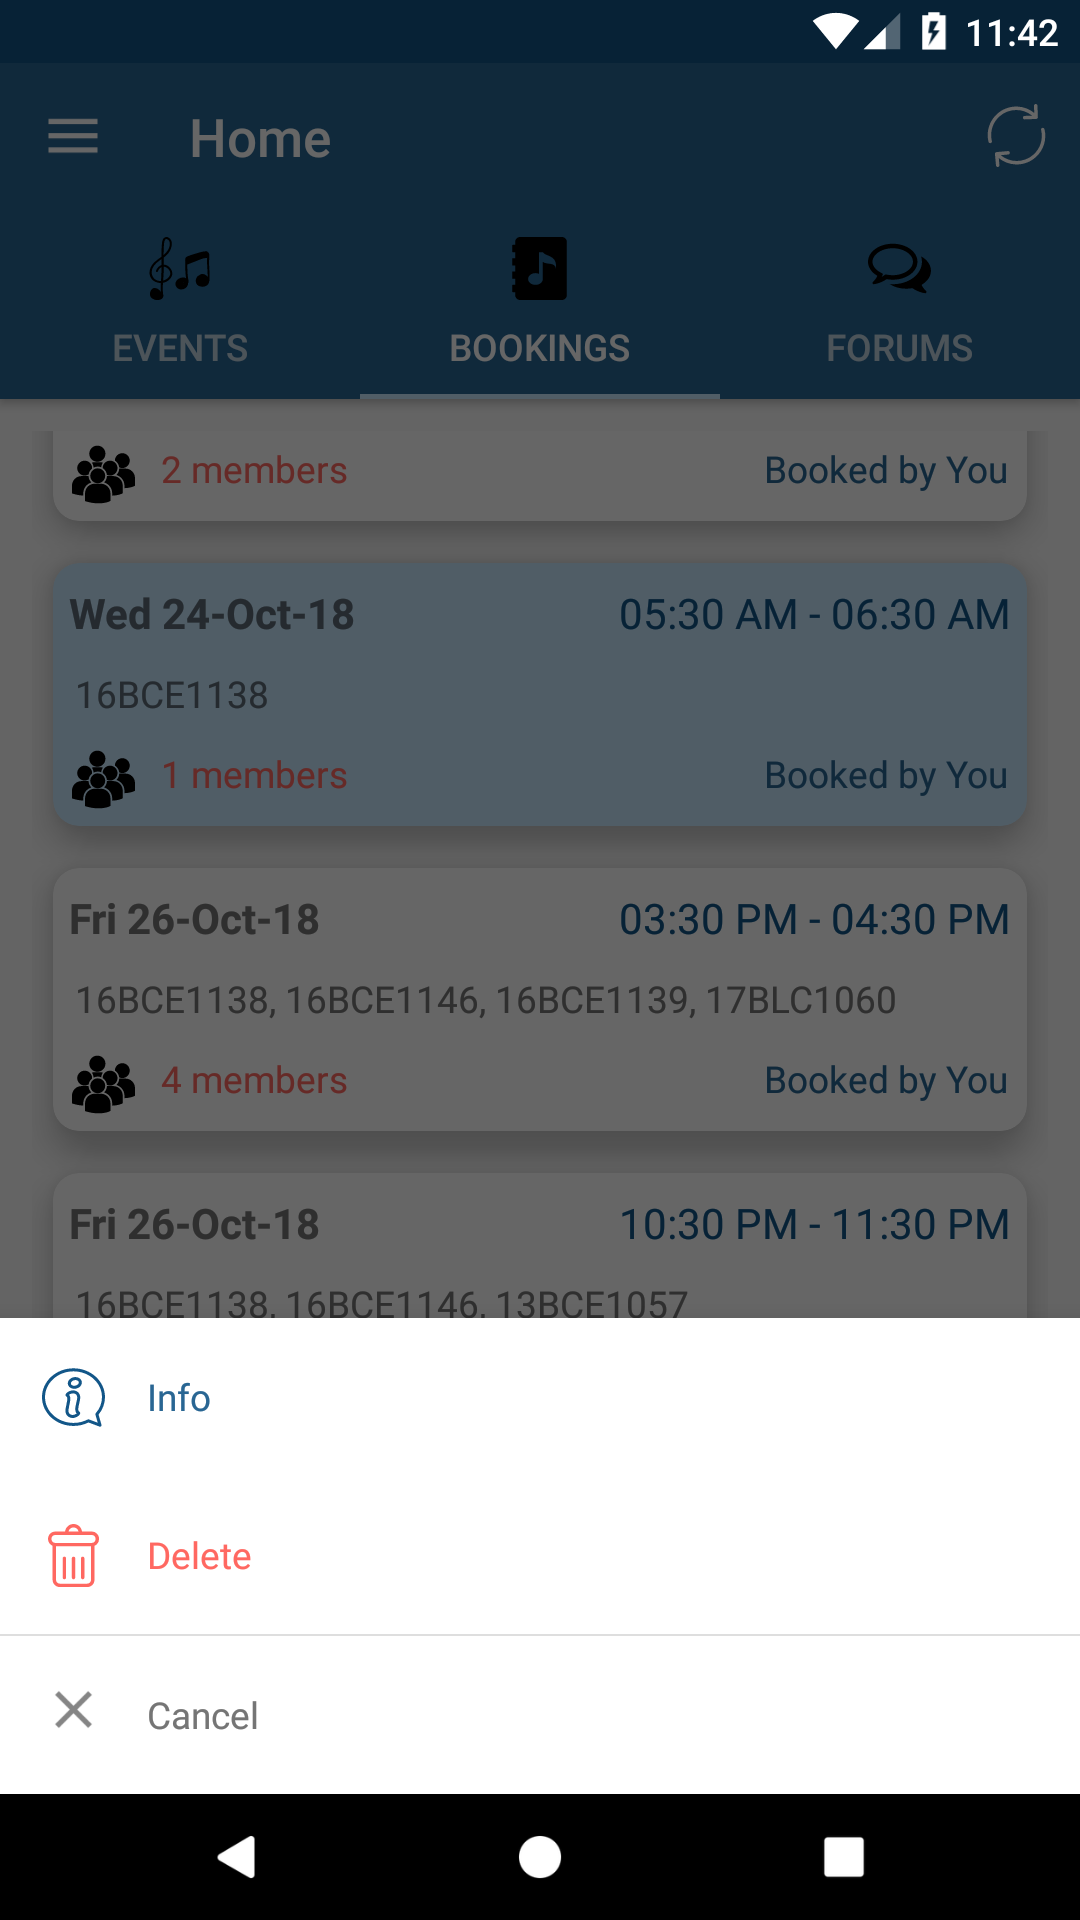 11:42
Home
EVENTS BOOKINGS FORUMS
2 members Booked by You
Wed 24-Oct-18 05:30 AM - 06:30 AM
16BCE1138
1 members Booked by You
Fri 26-Oct-18 03:30 PM - 04:30 PM
16BCE1138, 16BCE1146, 16BCE1139, 17BLC1060
4 members Booked by You
Fri 26-Oct-18 10:30 PM - 11:30 PM
16BCE1138, 16BCE1146, 13BCE1057
Info
Delete
Cancel